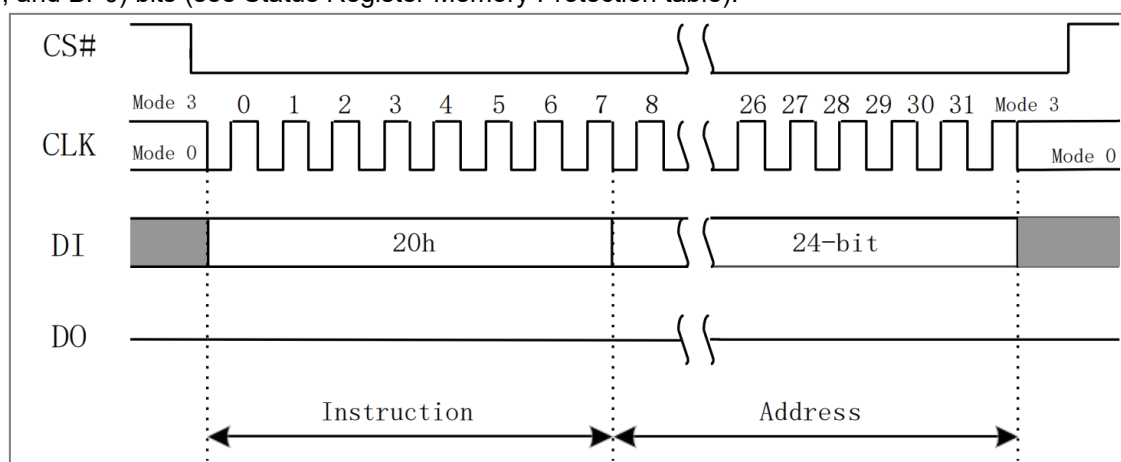 , and BP0) bits (see Status Register Memory Protection table).
CS#
Mode 3 0 1 2 3 4 5 6 7 8 26 27 28 29 30 31 Mode 3
CLK
Mode 0 Mode 0
DI 20h 24-bit
DO
Instruction Address